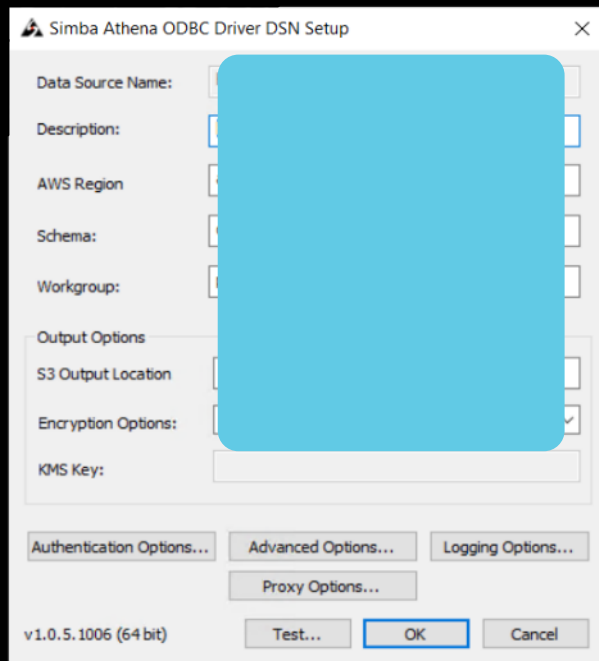 Simba Athena ODBC Driver DSN Setup
Data Source Name:
Description:
AWS Region
Schema:
Workgroup:
Output Options
S3 Output Location
Encryption Options:
KMS Key:
Authentication Options... Advanced Options... Logging Options...
Proxy Options...
v1.0.5.1006 (64 bit) Test... OK Cancel